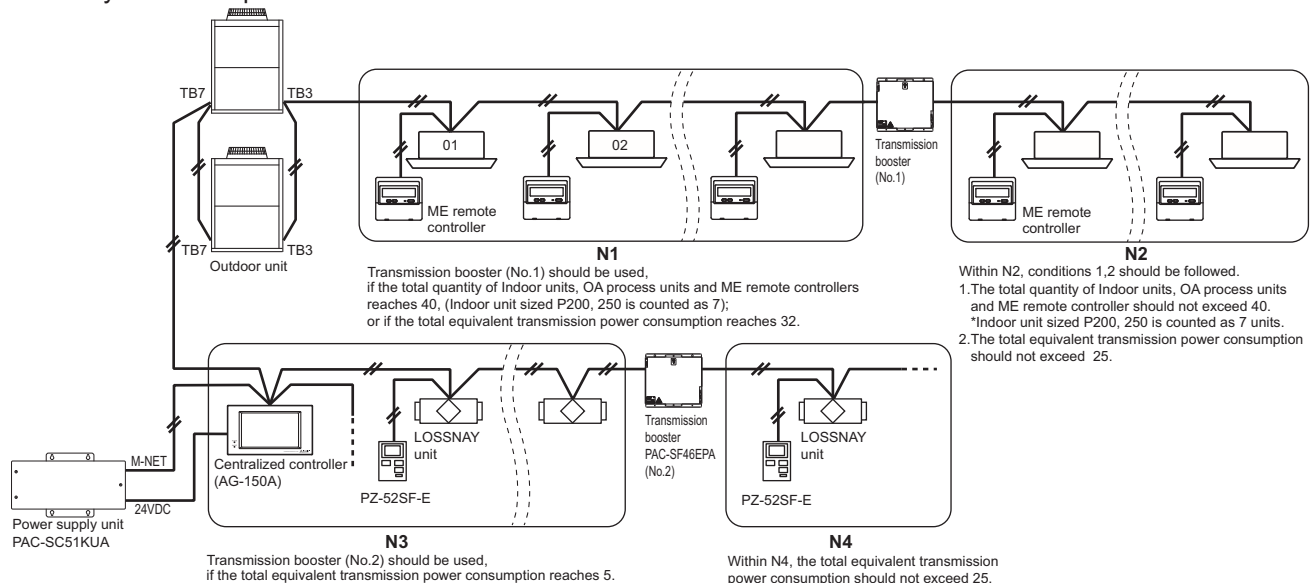 TB7
TB3
TB7
TB3
Outdoor unit
01
02
ME remote
controller
Transmission
booster
(No.1)
ME remote
controller
N1
Transmission booster (No.1) should be used,
if the total quantity of Indoor units, OA process units and ME remote controllers
reaches 40, (Indoor unit sized P200, 250 is counted as 7);
or if the total equivalent transmission power consumption reaches 32.
N2
Within N2, conditions 1,2 should be followed.
1.The total quantity of Indoor units, OA process units
and ME remote controller should not exceed 40.
*Indoor unit sized P200, 250 is counted as 7 units.
2.The total equivalent transmission power consumption
should not exceed 25.
M-NET
24VDC
Power supply unit
PAC-SC51KUA
Centralized controller
(AG-150A)
LOSSNAY
unit
PZ-52SF-E
Transmission
booster
PAC-SF46EPA
(No.2)
LOSSNAY
unit
PZ-52SF-E
N3
Transmission booster (No.2) should be used,
if the total equivalent transmission power consumption reaches 5.
N4
Within N4, the total equivalent transmission
power consumption should not exceed 25.